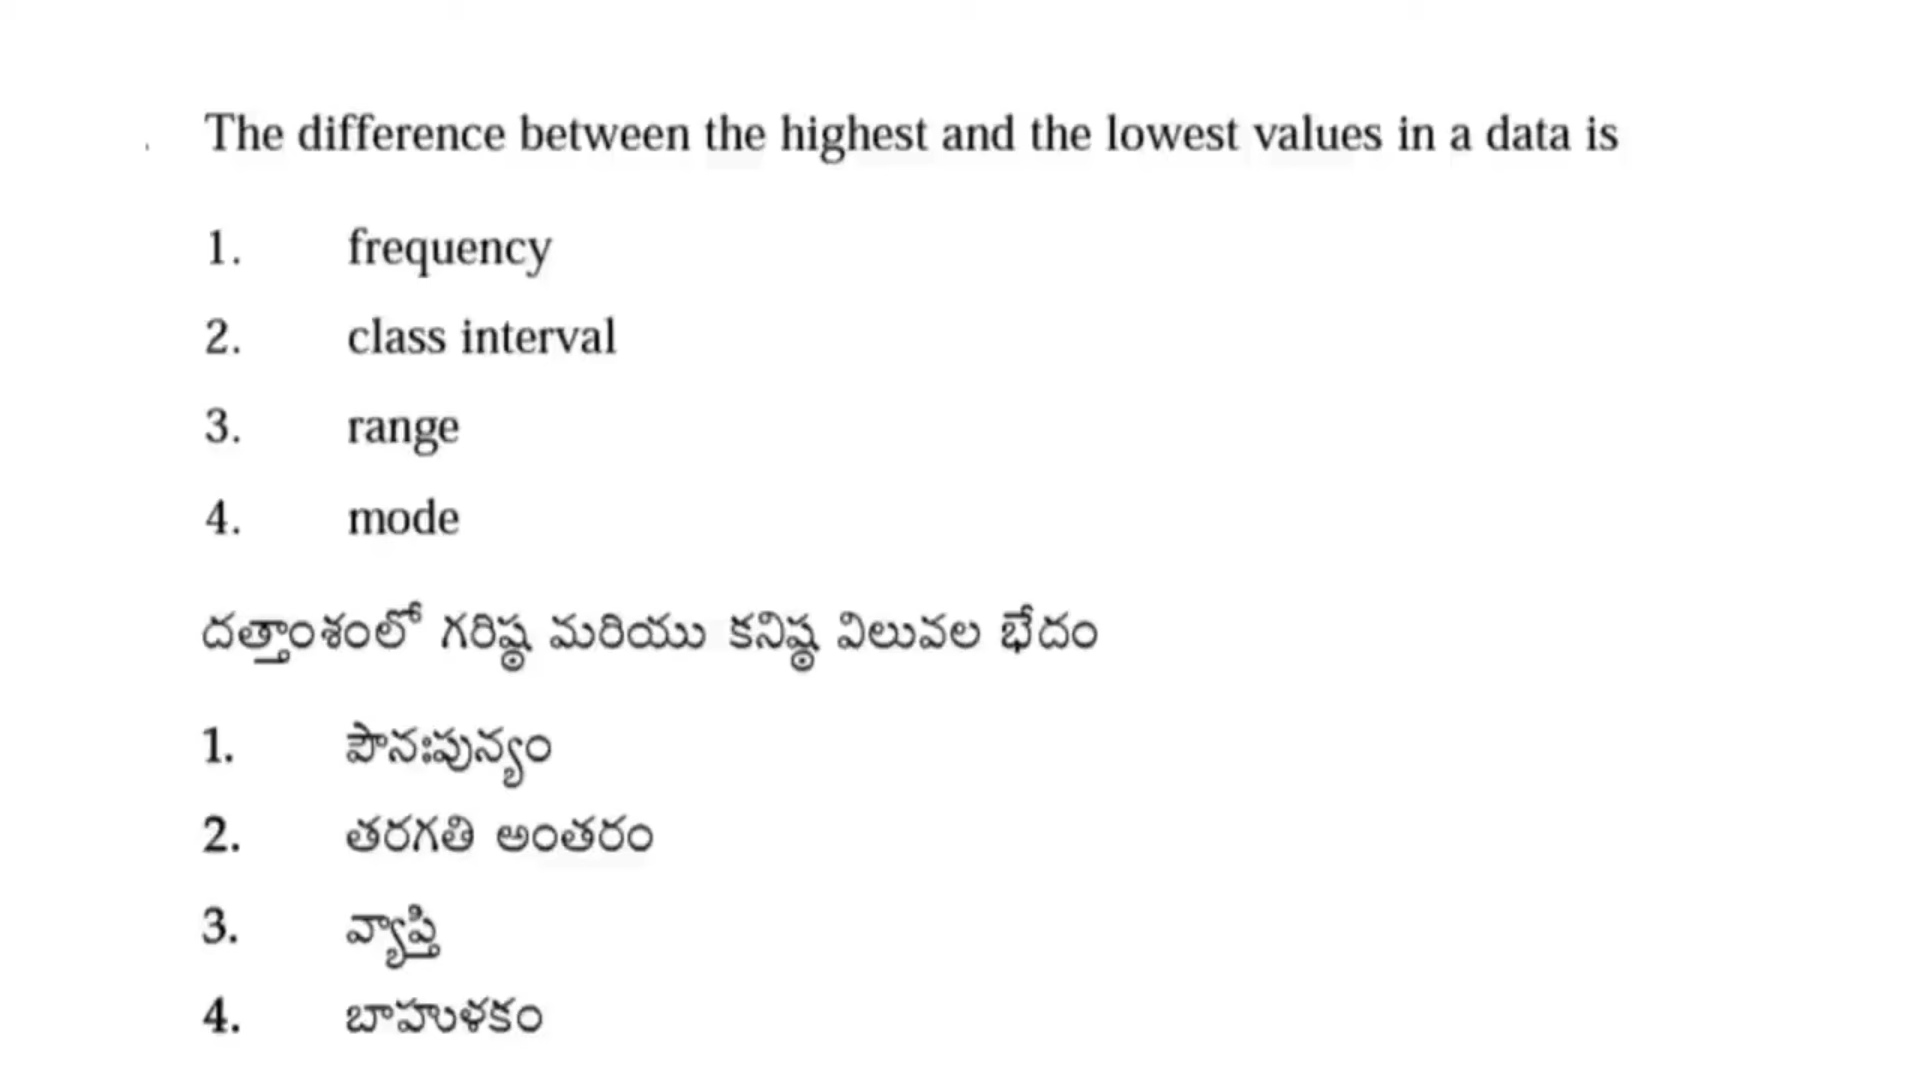 The difference between the highest and the lowest values in a data is
1. frequency
2. class interval
3. range
4. mode
దత్తాంశంలో గరిష్ఠ మరియు కనిష్ఠ విలువల భేదం
1. పౌనఃపున్యం
2. తరగతి అంతరం
3. వ్యాప్తి
4. బాహుళకం